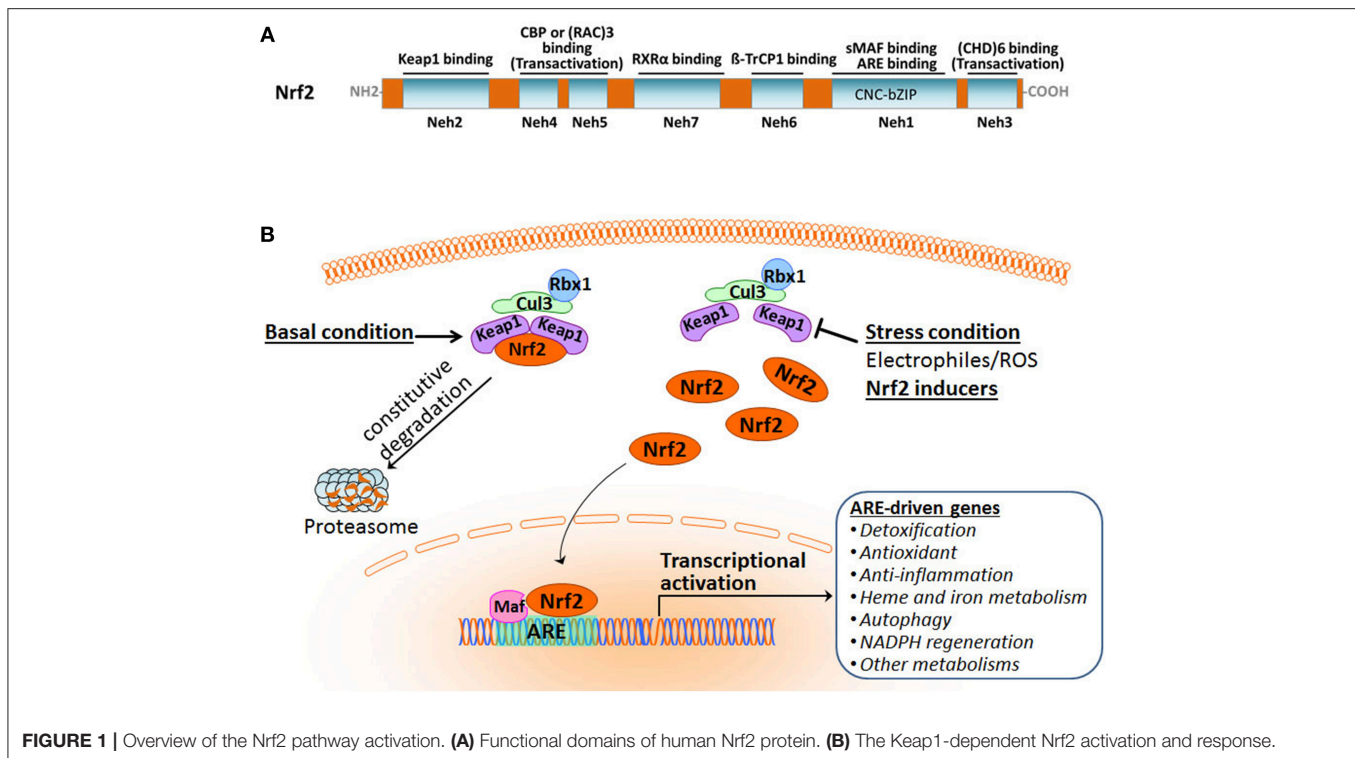 A
CBP or (RAC)3
binding
(Transactivation)
Keap1 binding
RXRα binding
ß-TrCP1 binding
sMAF binding
ARE binding
(CHD)6 binding
(Transactivation)
Nrf2
NH2-
CNC-bZIP
-COOH
Neh2
Neh4
Neh5
Neh7
Neh6
Neh1
Neh3
B
Rbx1
Cul3
Keap1
Keap1
Nrf2
Basal condition
constitutive
degradation
Proteasome
Rbx1
Cul3
Keap1
Keap1
Stress condition
Electrophiles/ROS
Nrf2 inducers
Nrf2
Nrf2
Nrf2
Nrf2
Maf
Nrf2
ARE
Transcriptional
activation
ARE-driven genes
• Detoxification
• Antioxidant
• Anti-inflammation
• Heme and iron metabolism
• Autophagy
• NADPH regeneration
• Other metabolisms
FIGURE 1 | Overview of the Nrf2 pathway activation. (A) Functional domains of human Nrf2 protein. (B) The Keap1-dependent Nrf2 activation and response.